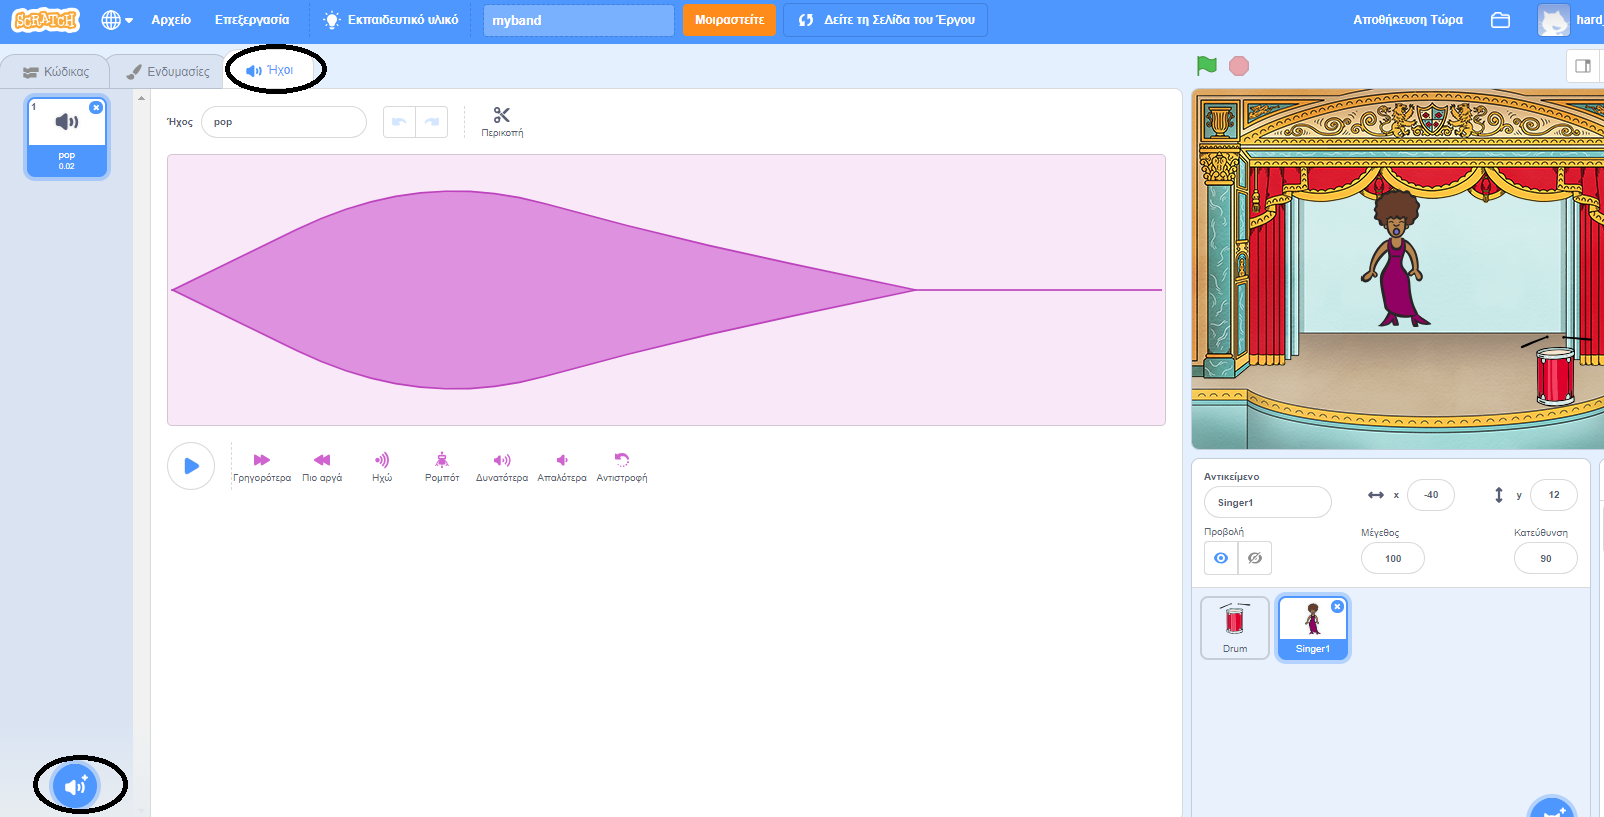 SCRATCH
Αρχείο
Επεξεργασία
Εκπαιδευτικό υλικό
myband
Μοιραστείτε
Δείτε τη Σελίδα του Έργου
Αποθήκευση Τώρα
hard_
Κώδικας
Ενδυμασίες
Ήχοι
1
pop
0.02
Ήχος
pop
Περικοπή
Γρηγορότερα
Πιο αργά
Ηχώ
Ρομπότ
Δυνατότερα
Απαλότερα
Αντιστροφή
Αντικείμενο
Singer1
x
-40
y
12
Προβολή
Μέγεθος
100
Κατεύθυνση
90
Drum
Singer1